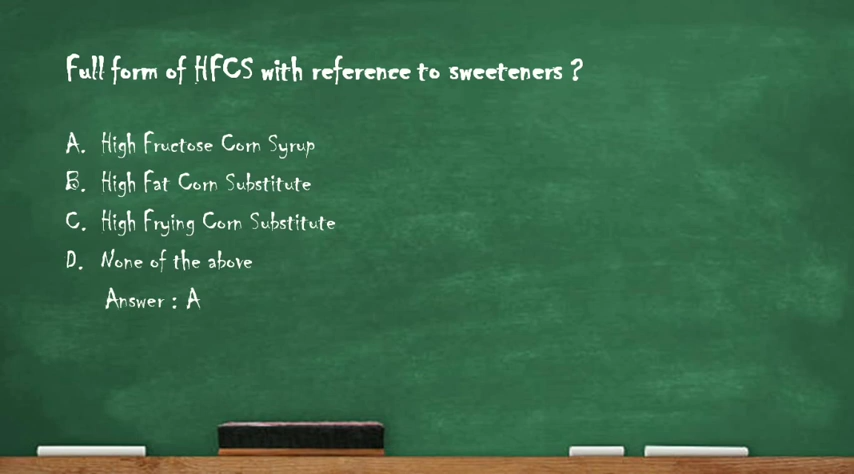 Full form of HFCS with reference to sweeteners ?
A. High Fructose Corn Syrup
B. High Fat Corn Substitute
C. High Frying Corn Substitute
D. None of the above
Answer : A